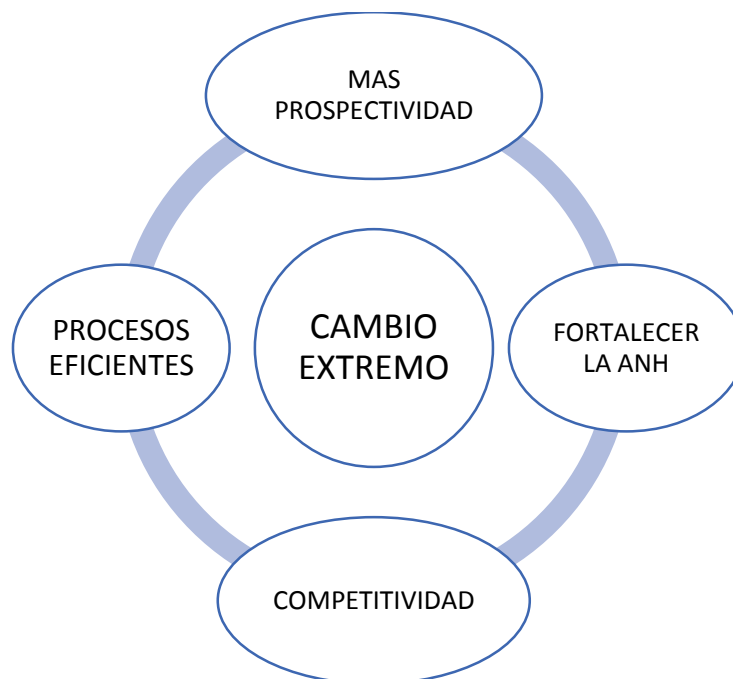 MAS
PROSPECTIVIDAD
PROCESOS
EFICIENTES
CAMBIO
EXTREMO
FORTALECER
LA ANH
COMPETITIVIDAD